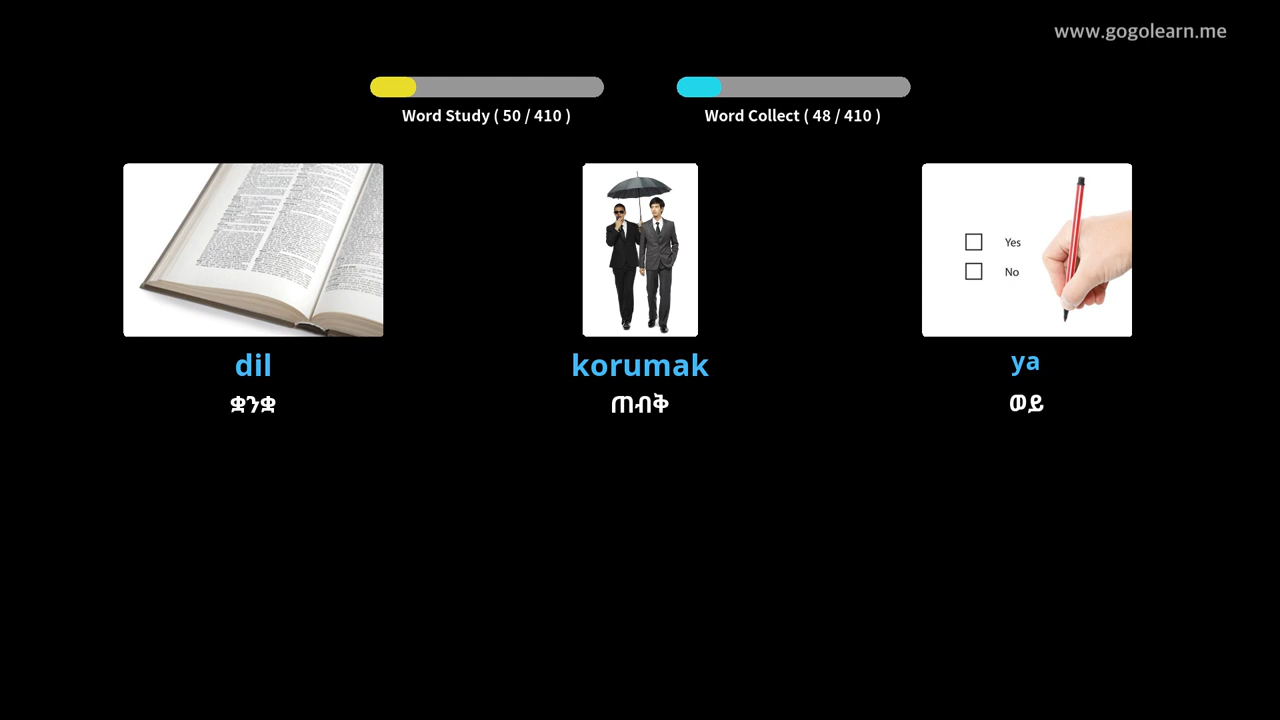 www.gogolearn.me
Word Study ( 50 / 410 )
Word Collect ( 48 / 410 )
Yes
No
dil
korumak
ya
ቋንቋ
ጠብቅ
ወይ